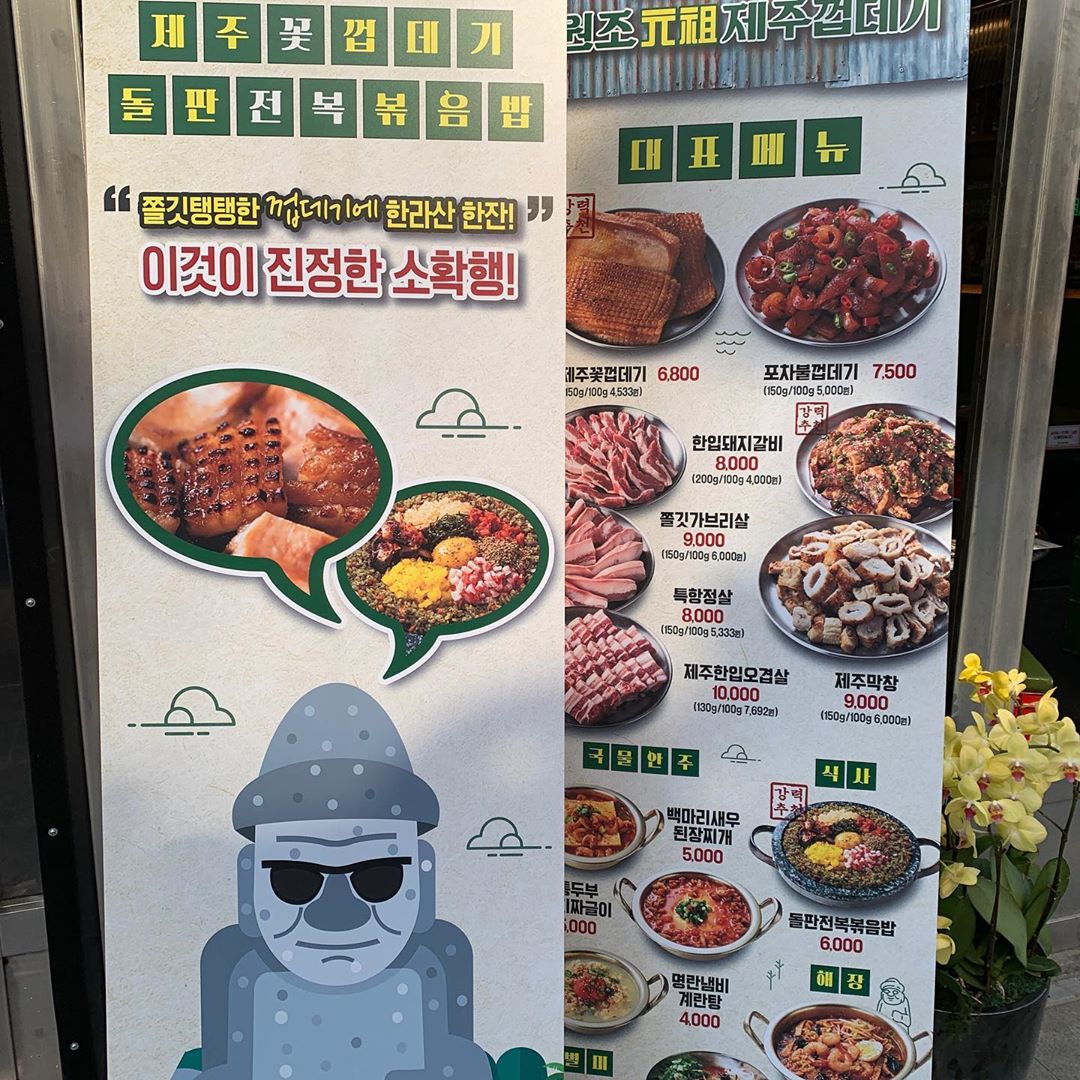 제주꽃껍데기
돌판전복볶음밥
“쫄깃탱탱한 껍데기에 한라산 한잔!”
이것이 진정한 소확행!
원조 元祖 제주껍데기
대표메뉴
강력
추천
제주꽃껍데기 6,800
(150g/100g 4,533원)
포차불껍데기 7,500
(150g/100g 5,000원)
강력
추천
한입돼지갈비
8,000
(200g/100g 4,000원)
쫄깃가브리살
9,000
(150g/100g 6,000원)
특항정살
8,000
(150g/100g 5,333원)
제주한입오겹살
10,000
(130g/100g 7,692원)
제주막창
9,000
(150g/100g 6,000원)
국물안주
백마리새우
된장찌개
5,000
짜글이
명란냄비
계란탕
4,000
식사
강력
추천
돌판전복볶음밥
6,000
해장